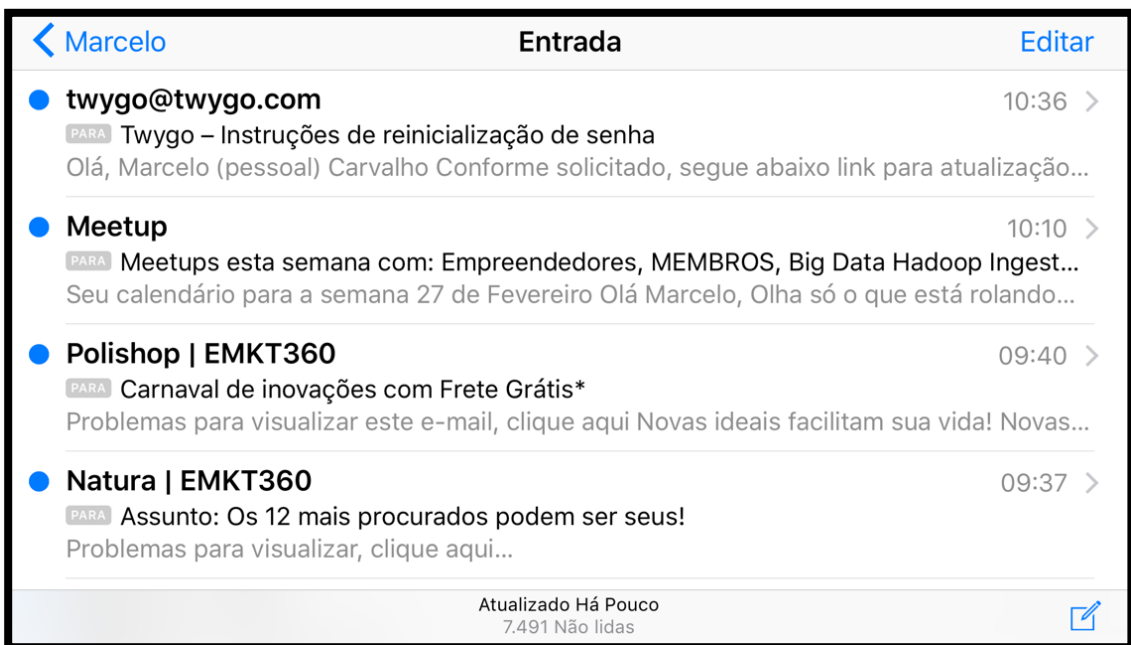 Marcelo Entrada Editar
twygo@twygo.com 10:36
PARA Twygo – Instruções de reinicialização de senha
Olá, Marcelo (pessoal) Carvalho Conforme solicitado, segue abaixo link para atualização...
Meetup 10:10
PARA Meetups esta semana com: Empreendedores, MEMBROS, Big Data Hadoop Ingest...
Seu calendário para a semana 27 de Fevereiro Olá Marcelo, Olha só o que está rolando...
Polishop | EMKT360 09:40
PARA Carnaval de inovações com Frete Grátis*
Problemas para visualizar este e-mail, clique aqui Novas ideais facilitam sua vida! Novas...
Natura | EMKT360 09:37
PARA Assunto: Os 12 mais procurados podem ser seus!
Problemas para visualizar, clique aqui...
Atualizado Há Pouco
7.491 Não lidas